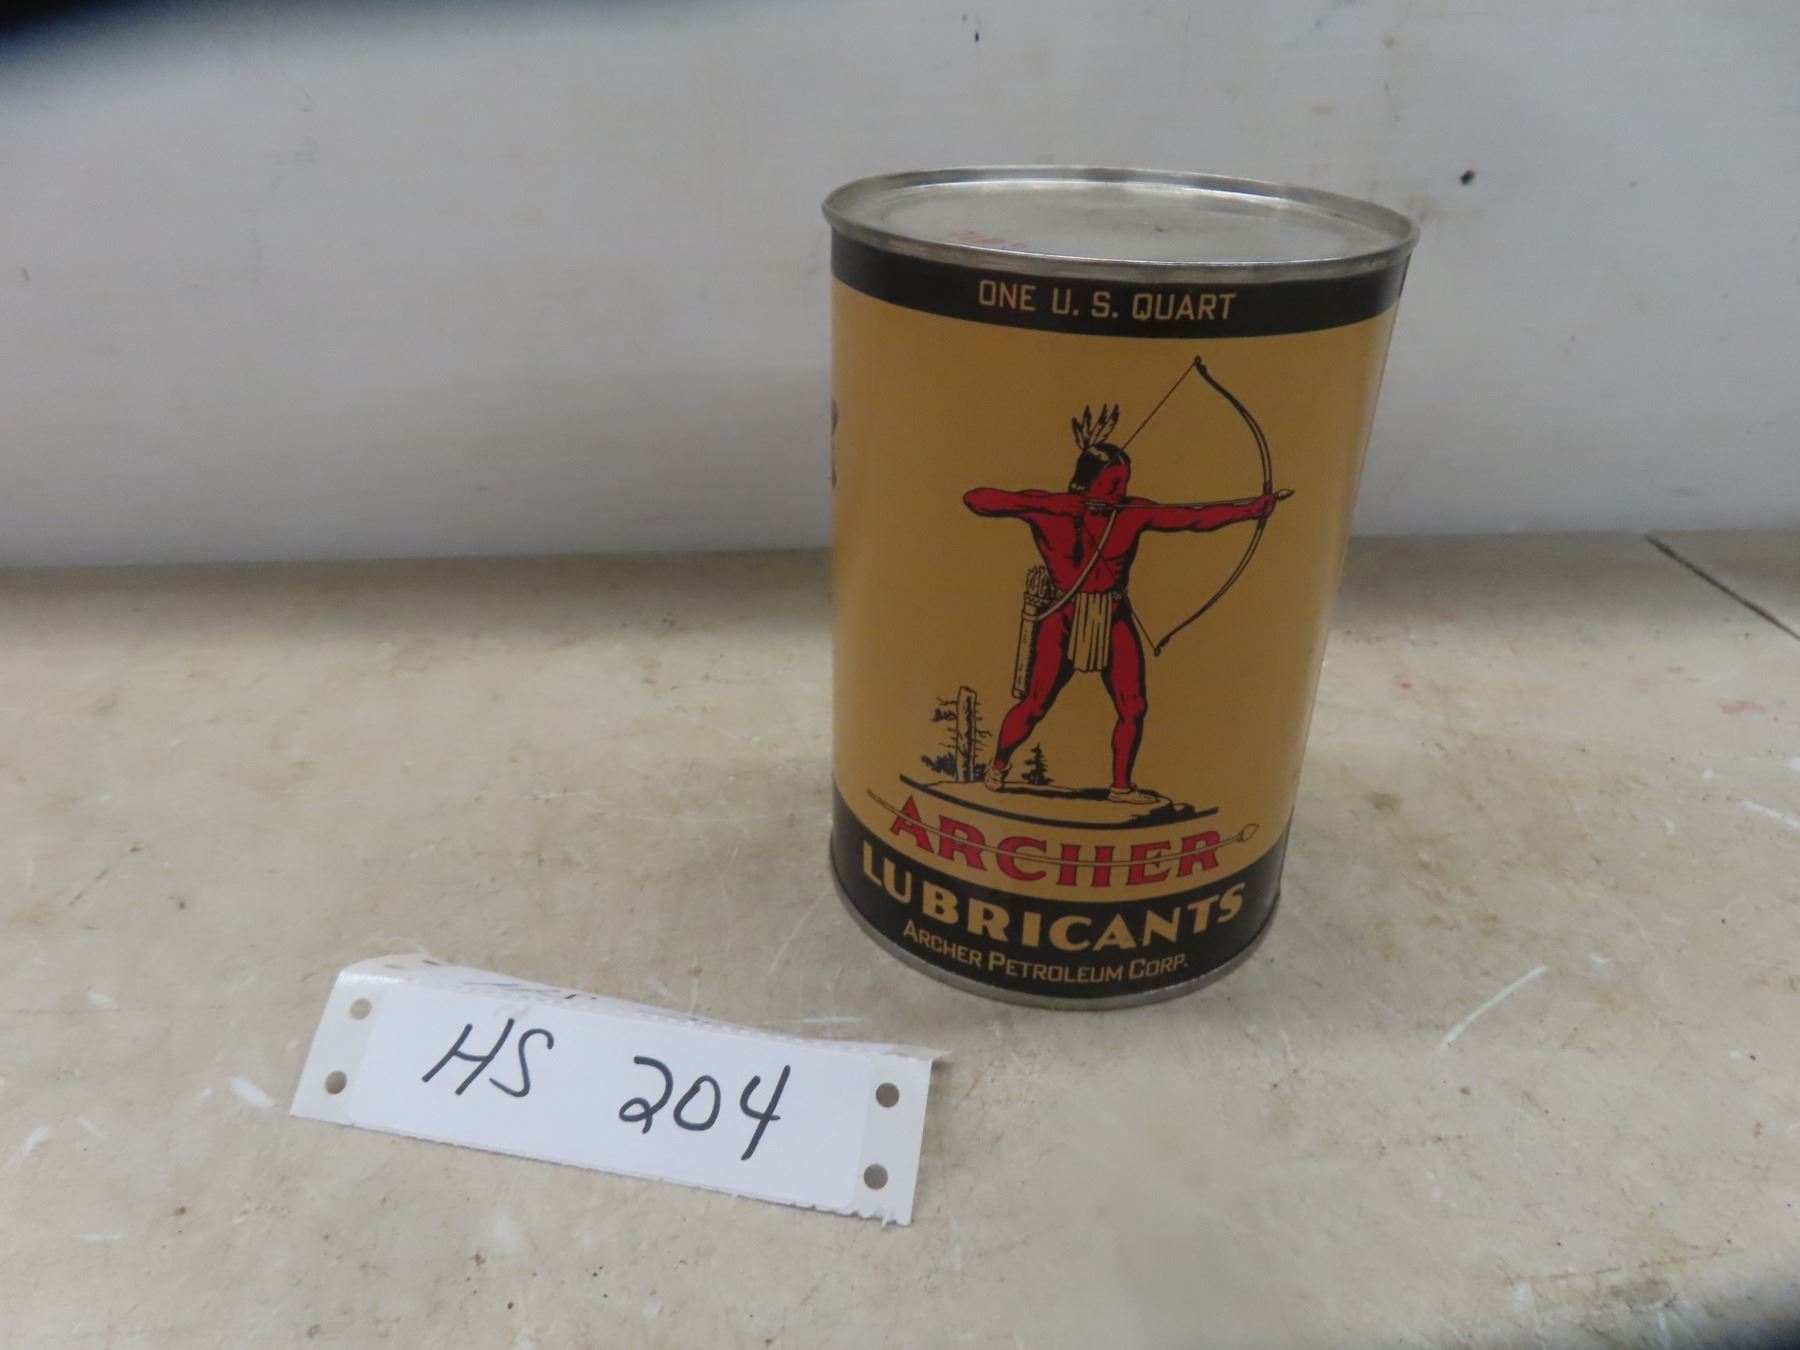 ONE U. S. QUART
ARCHER
LUBRICANTS
ARCHER PETROLEUM CORP.
HS 204